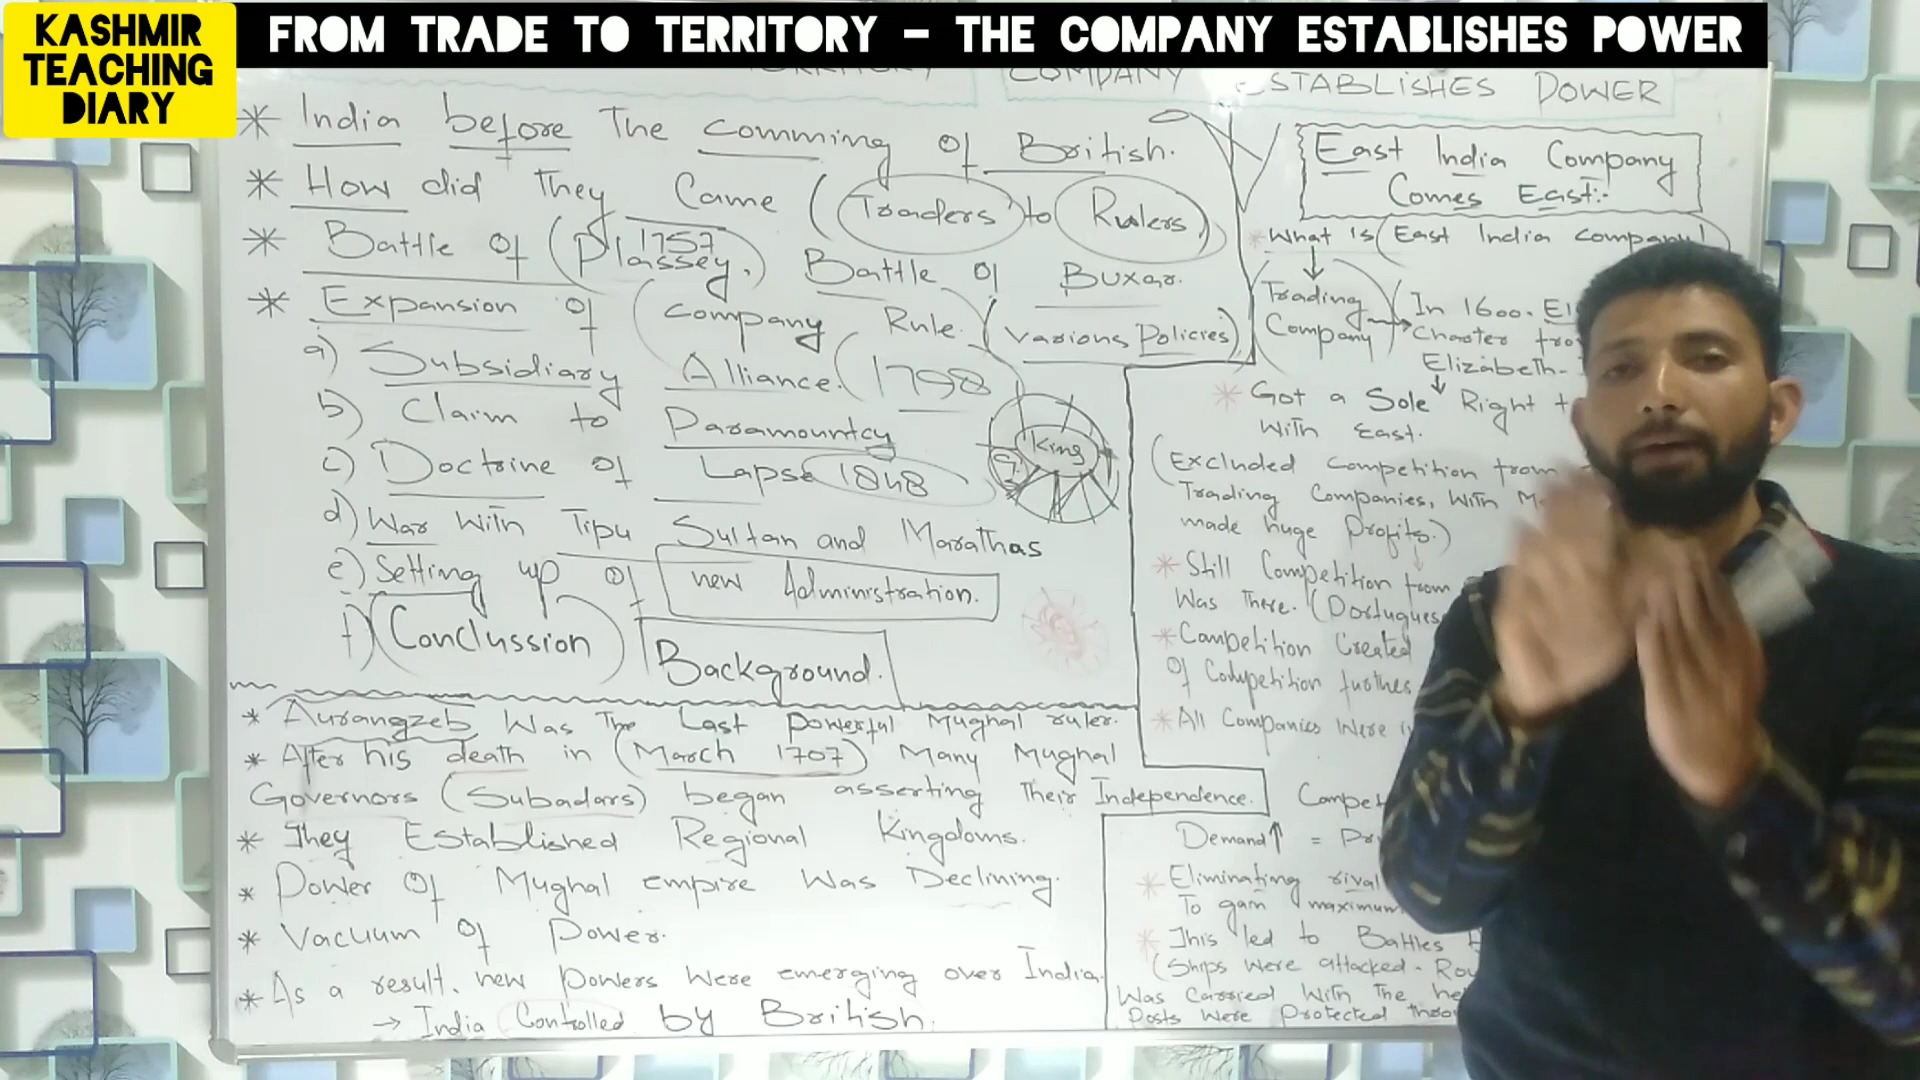 KASHMIR
TEACHING
DIARY
FROM TRADE TO TERRITORY – THE COMPANY ESTABLISHES POWER
COMPANY ESTABLISHES POWER
* India before The comming of British.
* How did they Came (Traders to Rulers)
* Battle of (Plassey, 1757) Battle of Buxar.
* Expansion of (Company Rule. (Various Policies)
a) Subsidiary Alliance. (1798
b) Claim to Paramountcy
c) Doctrine of Lapse 1848
King
d) War with Tipu Sultan and Marathas
e) Setting up of new Administration.
f) (Conclussion)
Background.
* Aurangzeb Was The Last Powerful Mughal ruler.
* After his death in (March 1707) Many Mughal
Governors (Subadars) began asserting Their Independence.
* They Established Regional Kingdoms.
* Power Of Mughal empire Was Declining.
* Vacuum Of Power.
* As a result, new Powers Were emerging over India.
→ India Controlled by British.
East India Company
Comes East:-
* What is (East India Company)
Trading
Company
In 1600.
Charter
Elizabeth-
* Got a Sole Right
With East.
(Excluded Competition from
Trading Companies, With
made huge Profits.)
* Still Competition from
Was There.
* Competition Created
Of Competition further
* All Companies Were
Demand↑ =
* Eliminating
To gain maximum
* This led to Battles
(Ships Were attacked.
Was Carried With The
Posts Were Protected